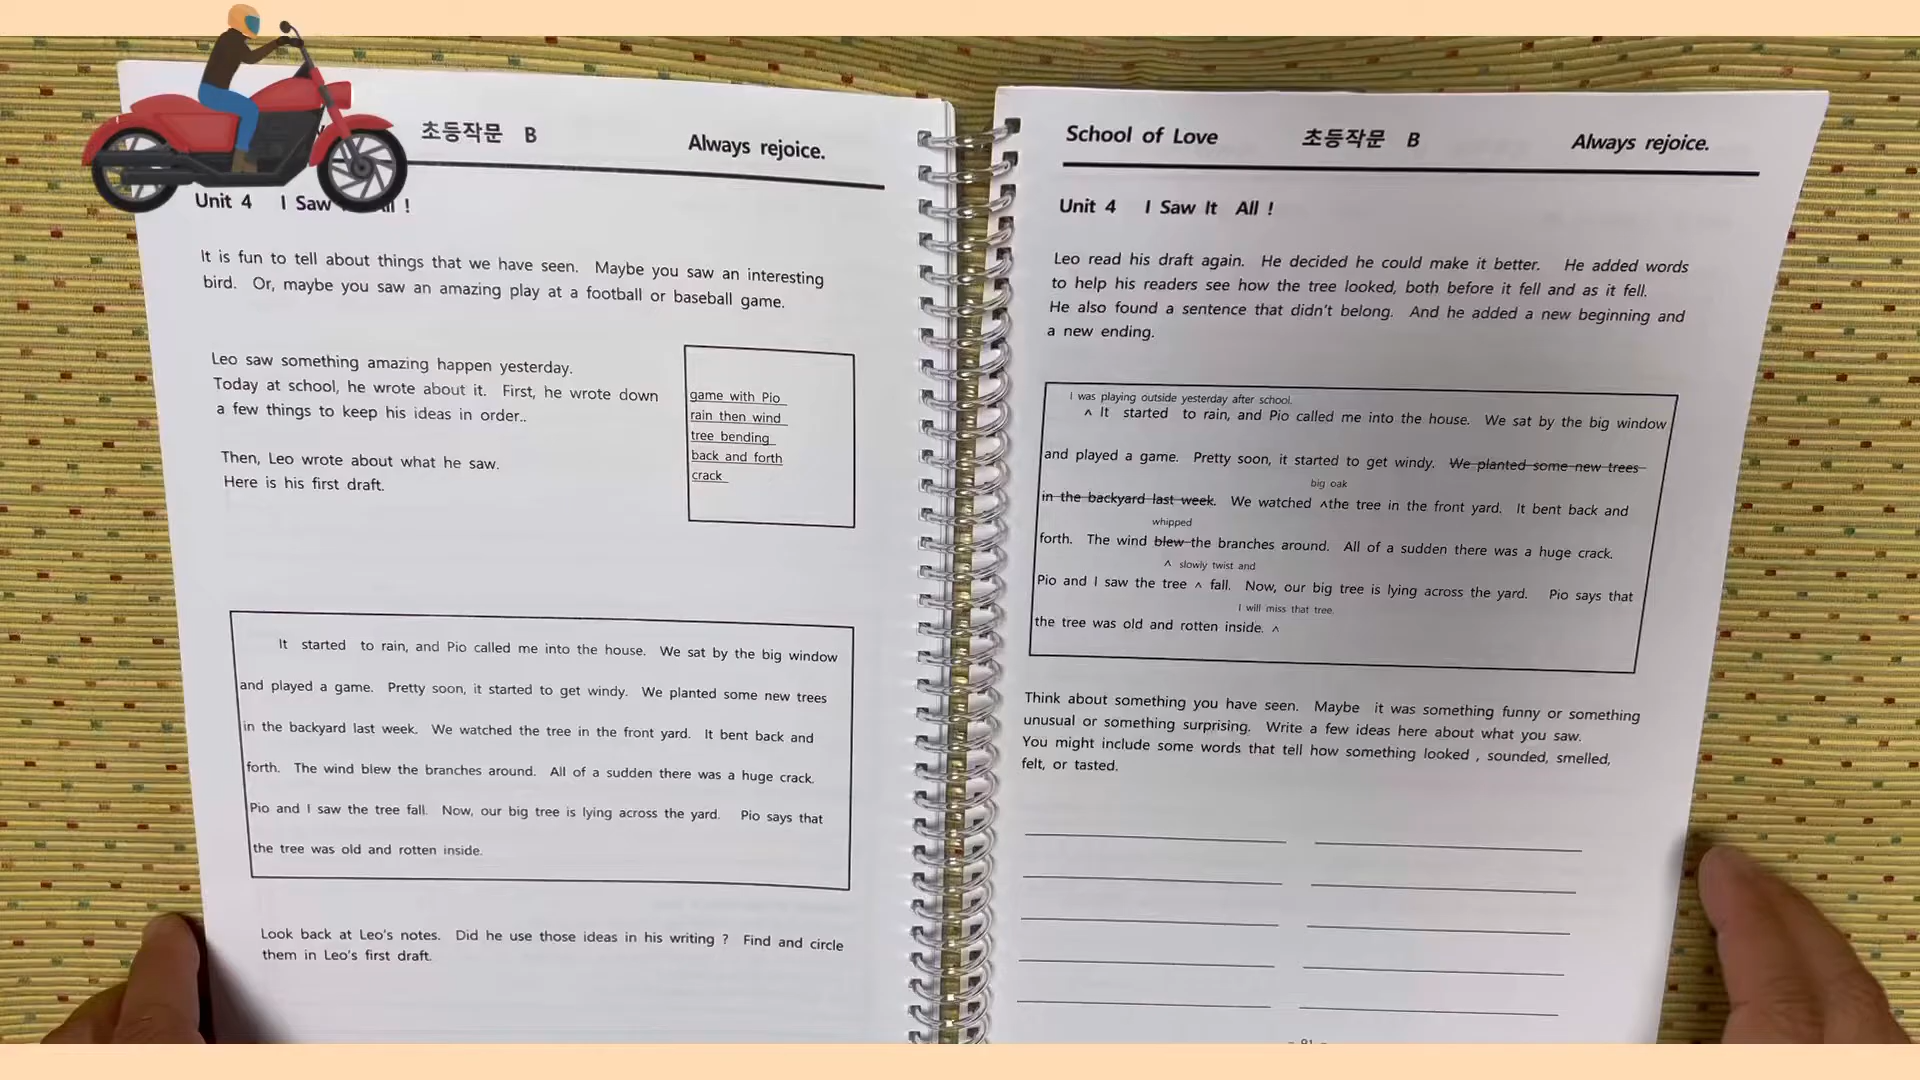 초등작문 B
Always rejoice.
Unit 4 I Saw All !
It is fun to tell about things that we have seen. Maybe you saw an interesting
bird. Or, maybe you saw an amazing play at a football or baseball game.
Leo saw something amazing happen yesterday.
Today at school, he wrote about it. First, he wrote down
a few things to keep his ideas in order..
Then, Leo wrote about what he saw.
Here is his first draft.
game with Pio
rain then wind
tree bending
back and forth
crack
It started to rain, and Pio called me into the house. We sat by the big window
and played a game. Pretty soon, it started to get windy. We planted some new trees
in the backyard last week. We watched the tree in the front yard. It bent back and
forth. The wind blew the branches around. All of a sudden there was a huge crack.
Pio and I saw the tree fall. Now, our big tree is lying across the yard. Pio says that
the tree was old and rotten inside.
Look back at Leo's notes. Did he use those ideas in his writing ? Find and circle
them in Leo's first draft.
School of Love 초등작문 B Always rejoice.
Unit 4 I Saw It All !
Leo read his draft again. He decided he could make it better. He added words
to help his readers see how the tree looked, both before it fell and as it fell.
He also found a sentence that didn't belong. And he added a new beginning and
a new ending.
I was playing outside yesterday after school.
^ It started to rain, and Pio called me into the house. We sat by the big window
and played a game. Pretty soon, it started to get windy. We planted some new trees
big oak
in the backyard last week. We watched ^the tree in the front yard. It bent back and
whipped
forth. The wind blew the branches around. All of a sudden there was a huge crack.
^ slowly twist and
Pio and I saw the tree ^ fall. Now, our big tree is lying across the yard. Pio says that
I will miss that tree.
the tree was old and rotten inside. ^
Think about something you have seen. Maybe it was something funny or something
unusual or something surprising. Write a few ideas here about what you saw.
You might include some words that tell how something looked , sounded, smelled,
felt, or tasted.